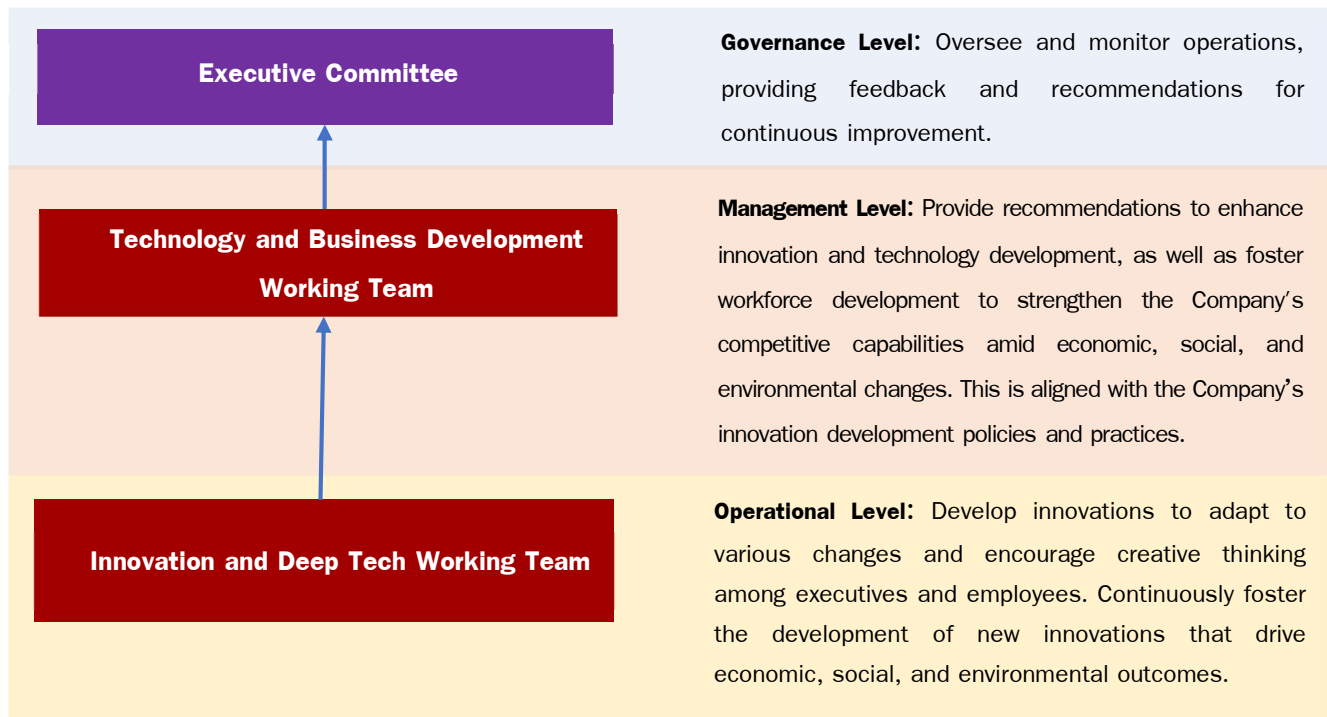 Executive Committee
Governance Level: Oversee and monitor operations,
providing feedback and recommendations for
continuous improvement.
Technology and Business Development
Working Team
Management Level: Provide recommendations to enhance
innovation and technology development, as well as foster
workforce development to strengthen the Company's
competitive capabilities amid economic, social, and
environmental changes. This is aligned with the Company’s
innovation development policies and practices.
Innovation and Deep Tech Working Team
Operational Level: Develop innovations to adapt to
various changes and encourage creative thinking
among executives and employees. Continuously foster
the development of new innovations that drive
economic, social, and environmental outcomes.